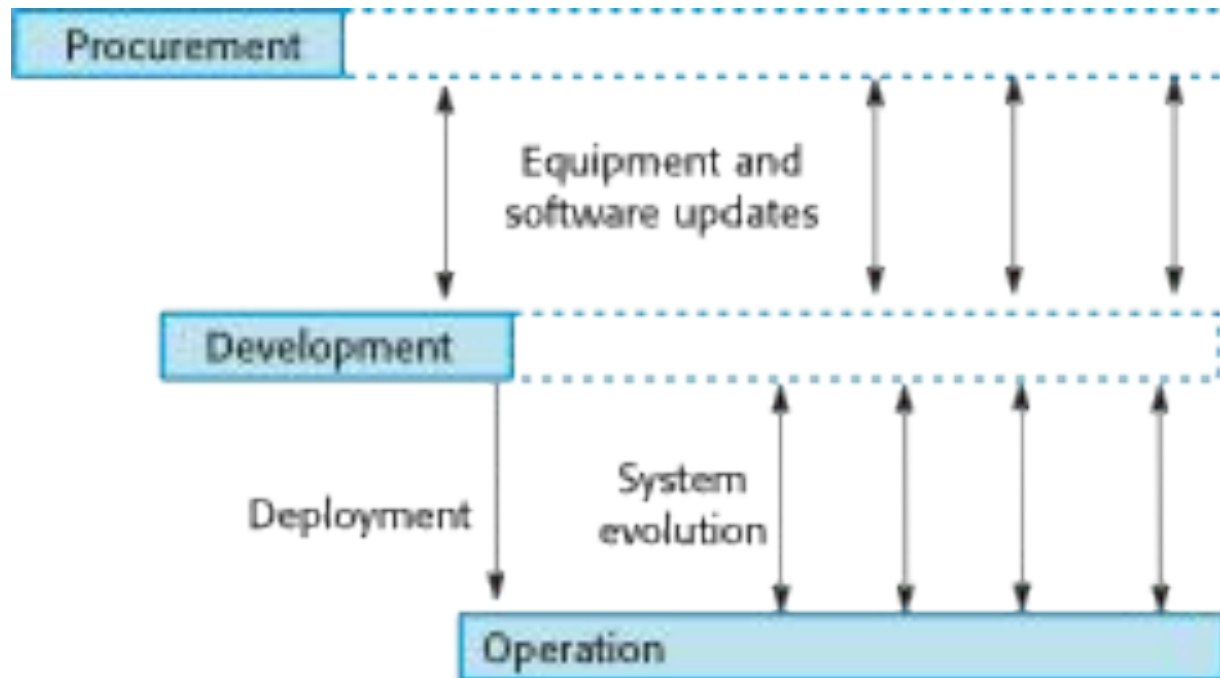 Procurement
Equipment and
software updates
Development
Deployment
System
evolution
Operation